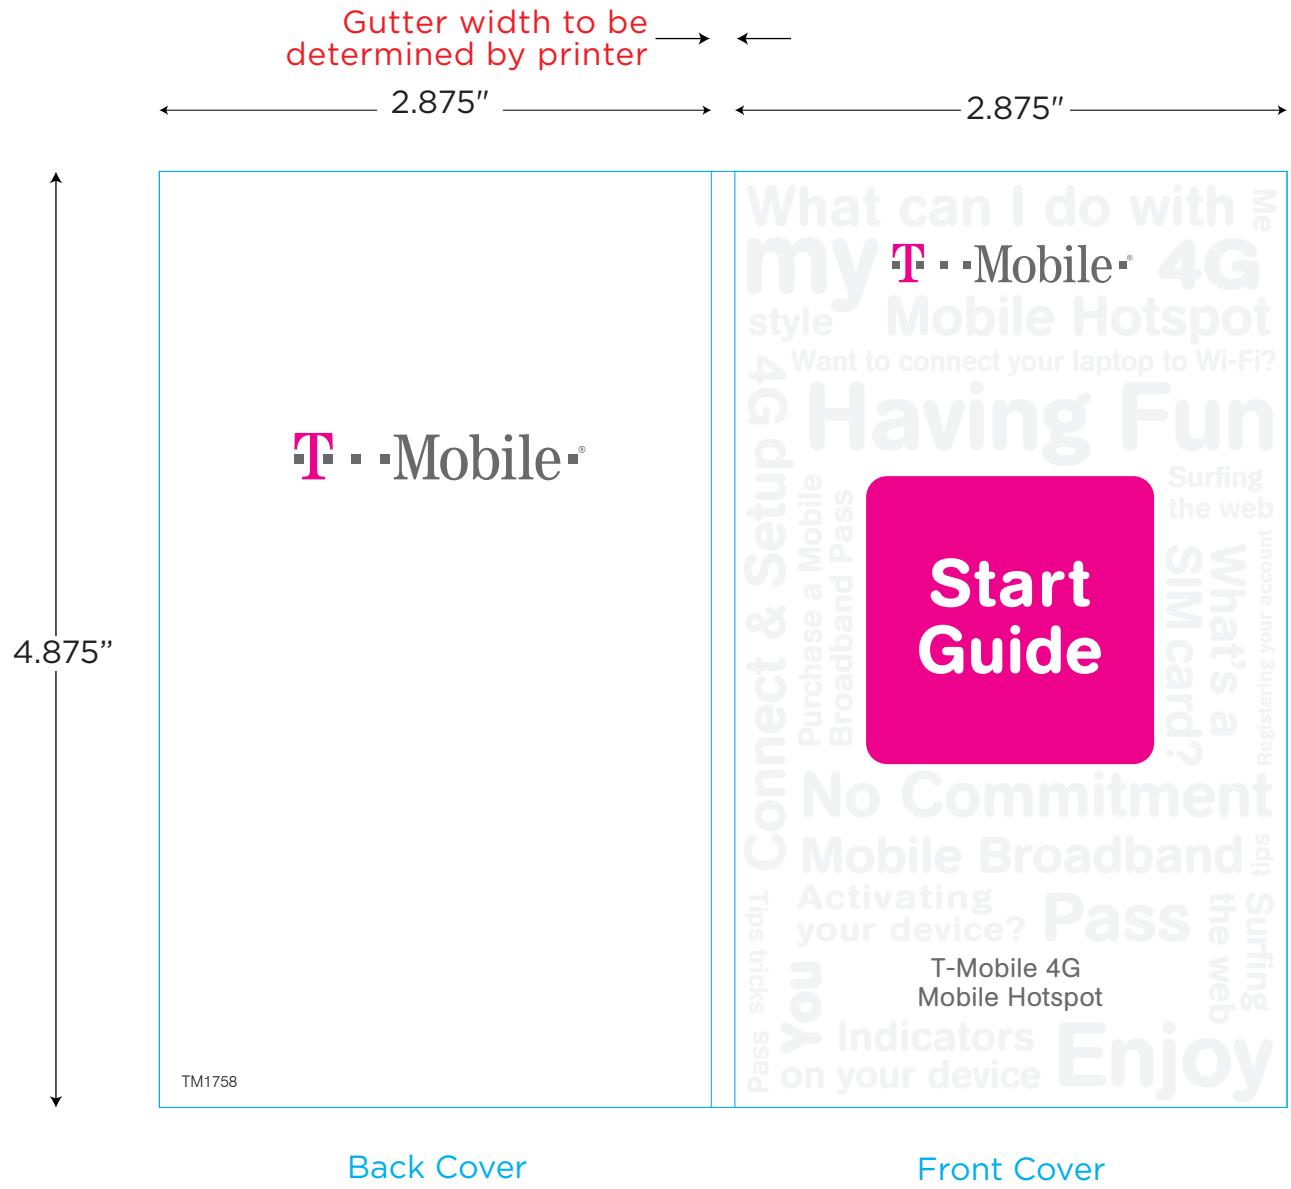 Gutter width to be
determined by printer
2.875"
2.875"
4.875”
T··Mobile·®
TM1758
Back Cover
What can I do with
Me
my
T··Mobile·®
4G
style
Mobile Hotspot
Want to connect your laptop to Wi-Fi?
4G
Having Fun
Connect & Setup
Purchase a Mobile
Broadband Pass
Surfing
the web
Start
Guide
What's a
SIM card?
Registering your account
No Commitment
Mobile Broadband
tips
Tips tricks
Activating
your device?
Pass
Surfing
the web
You
T-Mobile 4G
Mobile Hotspot
Pass
Indicators
on your device
Enjoy
Front Cover